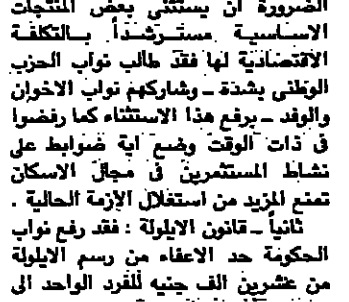 الضرورة ان يستثنى بعض المنتجات
الاساسية مسترشداً بالتكلفة
الاقتصادية لها فقد طالب نواب الحزب
الوطنى بشدة ـ وشاركهم نواب الاخوان
والوفد ـ برفع هذا الاستثناء كما رفضوا
فى ذات الوقت وضع اية ضوابط على
نشاط المستثمرين فى مجال الاسكان
تمنع المزيد من استغلال الازمة الحالية .
ثانياً ـ قانون الايلولة : فقد رفع نواب
الحكومة حد الاعفاء من رسم الايلولة
من عشرين الف جنيه للفرد الواحد الى